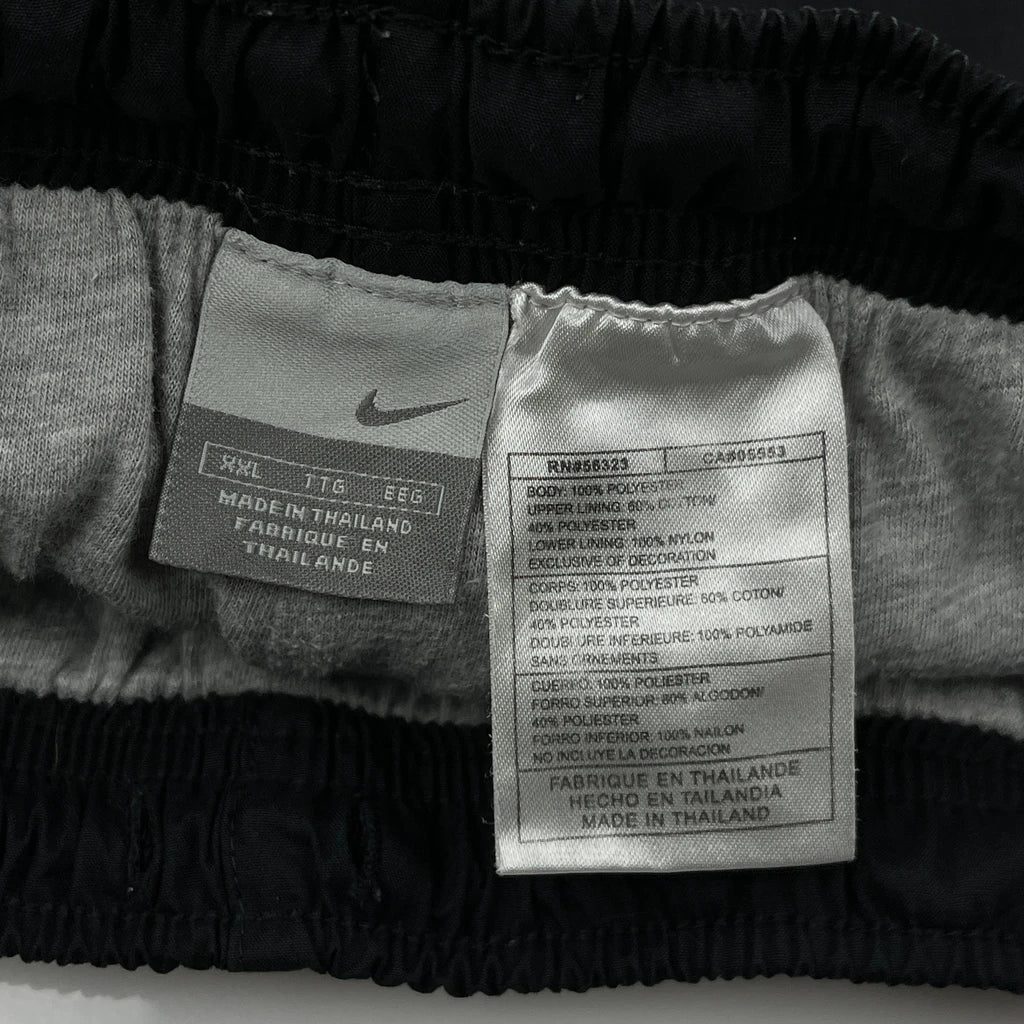 XXL TTG EEG
MADE IN THAILAND
FABRIQUE EN
THAILANDE
RN#56323 CA#05553
BODY: 100% POLYESTER
UPPER LINING: 60% COTTON/
40% POLYESTER
LOWER LINING: 100% NYLON
EXCLUSIVE OF DECORATION
CORPS: 100% POLYESTER
DOUBLURE SUPERIEURE: 60% COTON/
40% POLYESTER
DOUBLURE INFERIEURE: 100% POLYAMIDE
SANS ORNEMENTS
CUERPO: 100% POLIESTER
FORRO SUPERIOR: 60% ALGODON/
40% POLIESTER
FORRO INFERIOR: 100% NAILON
NO INCLUYE LA DECORACION
FABRIQUE EN THAILANDE
HECHO EN TAILANDIA
MADE IN THAILAND